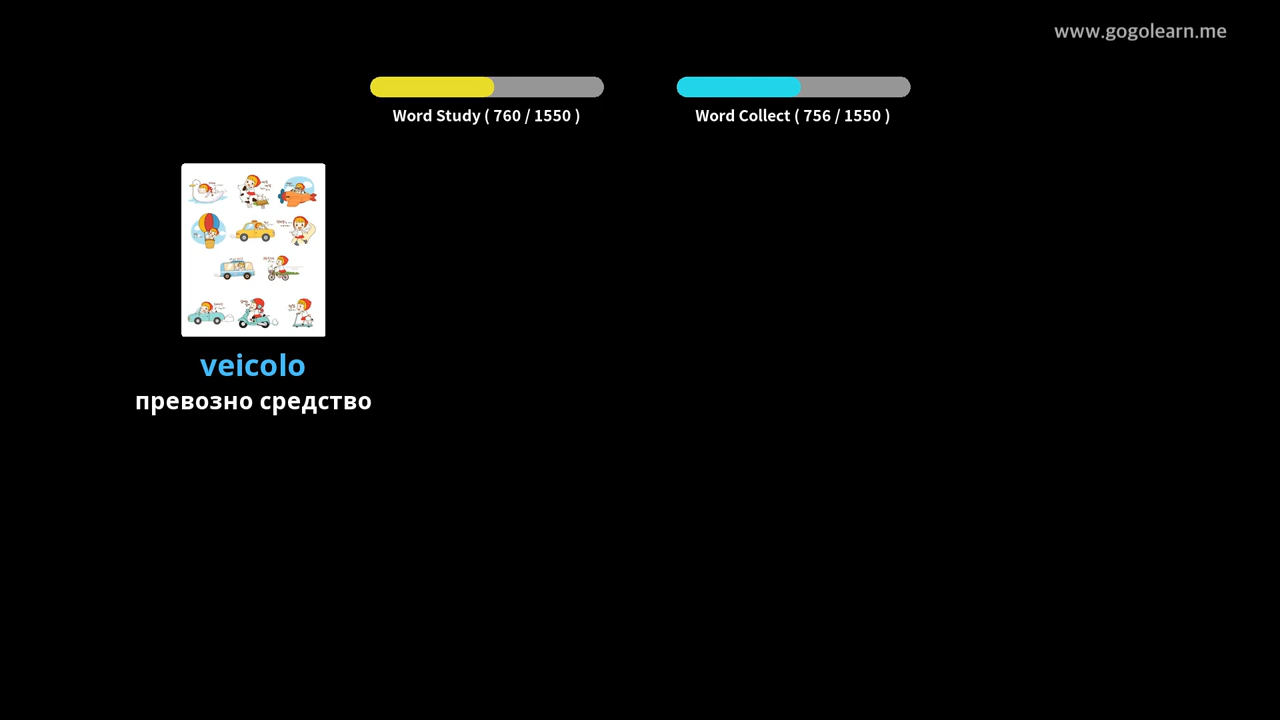 www.gogolearn.me
Word Study ( 760 / 1550 )
Word Collect ( 756 / 1550 )
veicolo
превозно средство